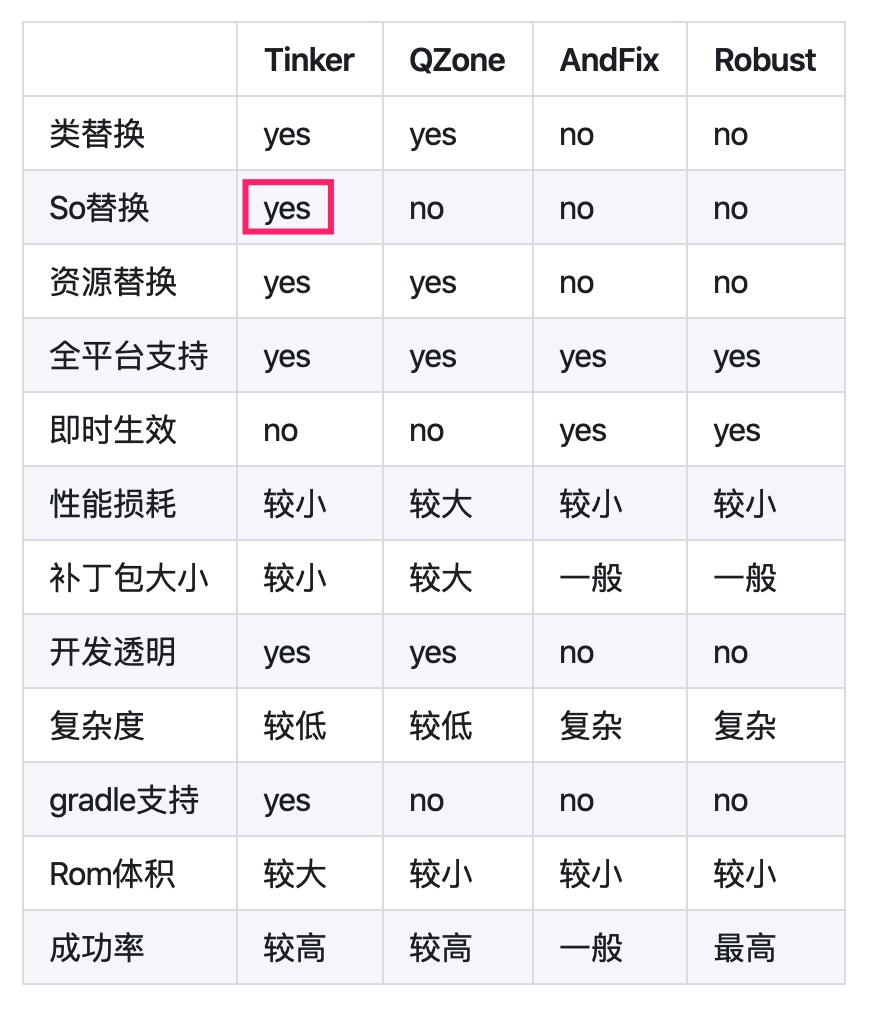 Tinker QZone AndFix Robust
类替换 yes yes no no
So替换 yes no no no
资源替换 yes yes no no
全平台支持 yes yes yes yes
即时生效 no no yes yes
性能损耗 较小 较大 较小 较小
补丁包大小 较小 较大 一般 一般
开发透明 yes yes no no
复杂度 较低 较低 复杂 复杂
gradle支持 yes no no no
Rom体积 较大 较小 较小 较小
成功率 较高 较高 一般 最高